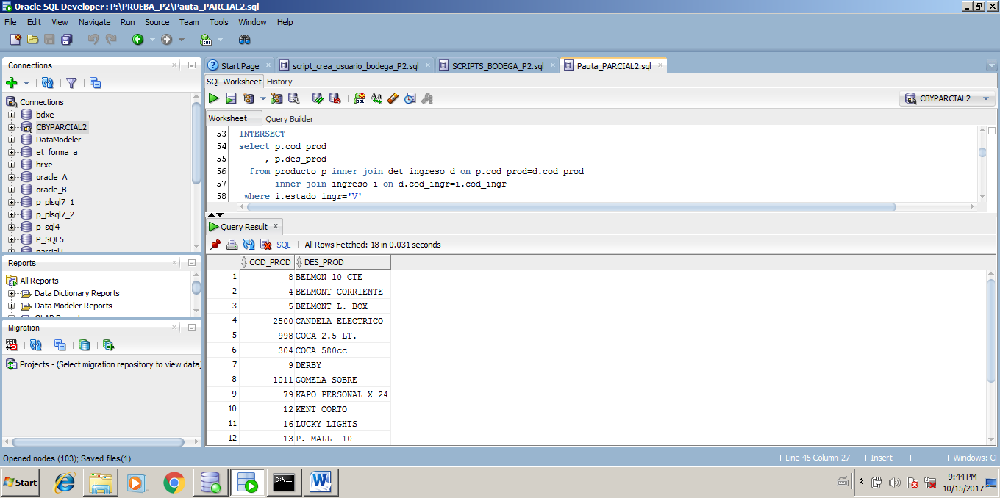 Oracle SQL Developer : P:\PRUEBA_P2\Pauta_PARCIAL2.sql
File Edit View Navigate Run Source Team Tools Window Help
Connections
Start Page script_crea_usuario_bodega_P2.sql SCRIPTS_BODEGA_P2.sql Pauta_PARCIAL2.sql
SQL Worksheet History
CBYPARCIAL2
Worksheet Query Builder
Connections
bdxe
CBYPARCIAL2
DataModeler
et_forma_a
hrxe
oracle_A
oracle_B
p_plsql7_1
p_plsql7_2
p_sql4
P_SQL5
parcial1
53 INTERSECT
54 select p.cod_prod
55 , p.des_prod
56 from producto p inner join det_ingreso d on p.cod_prod=d.cod_prod
57 inner join ingreso i on d.cod_ingr=i.cod_ingr
58 where i.estado_ingr='V'
Query Result
SQL | All Rows Fetched: 18 in 0.031 seconds
COD_PROD DES_PROD
1 8 BELMON 10 CTE
2 4 BELMONT CORRIENTE
3 5 BELMONT L. BOX
4 2500 CANDELA ELECTRICO
5 998 COCA 2.5 LT.
6 304 COCA 580cc
7 9 DERBY
8 1011 GOMELA SOBRE
9 79 KAPO PERSONAL X 24
10 12 KENT CORTO
11 16 LUCKY LIGHTS
12 13 P. MALL 10
Reports
All Reports
Data Dictionary Reports
Data Modeler Reports
Migration
Projects - (Select migration repository to view data)
Opened nodes (103); Saved files(1)
Line 45 Column 27 | Insert | Windows: CR
Start
9:44 PM
10/15/2017